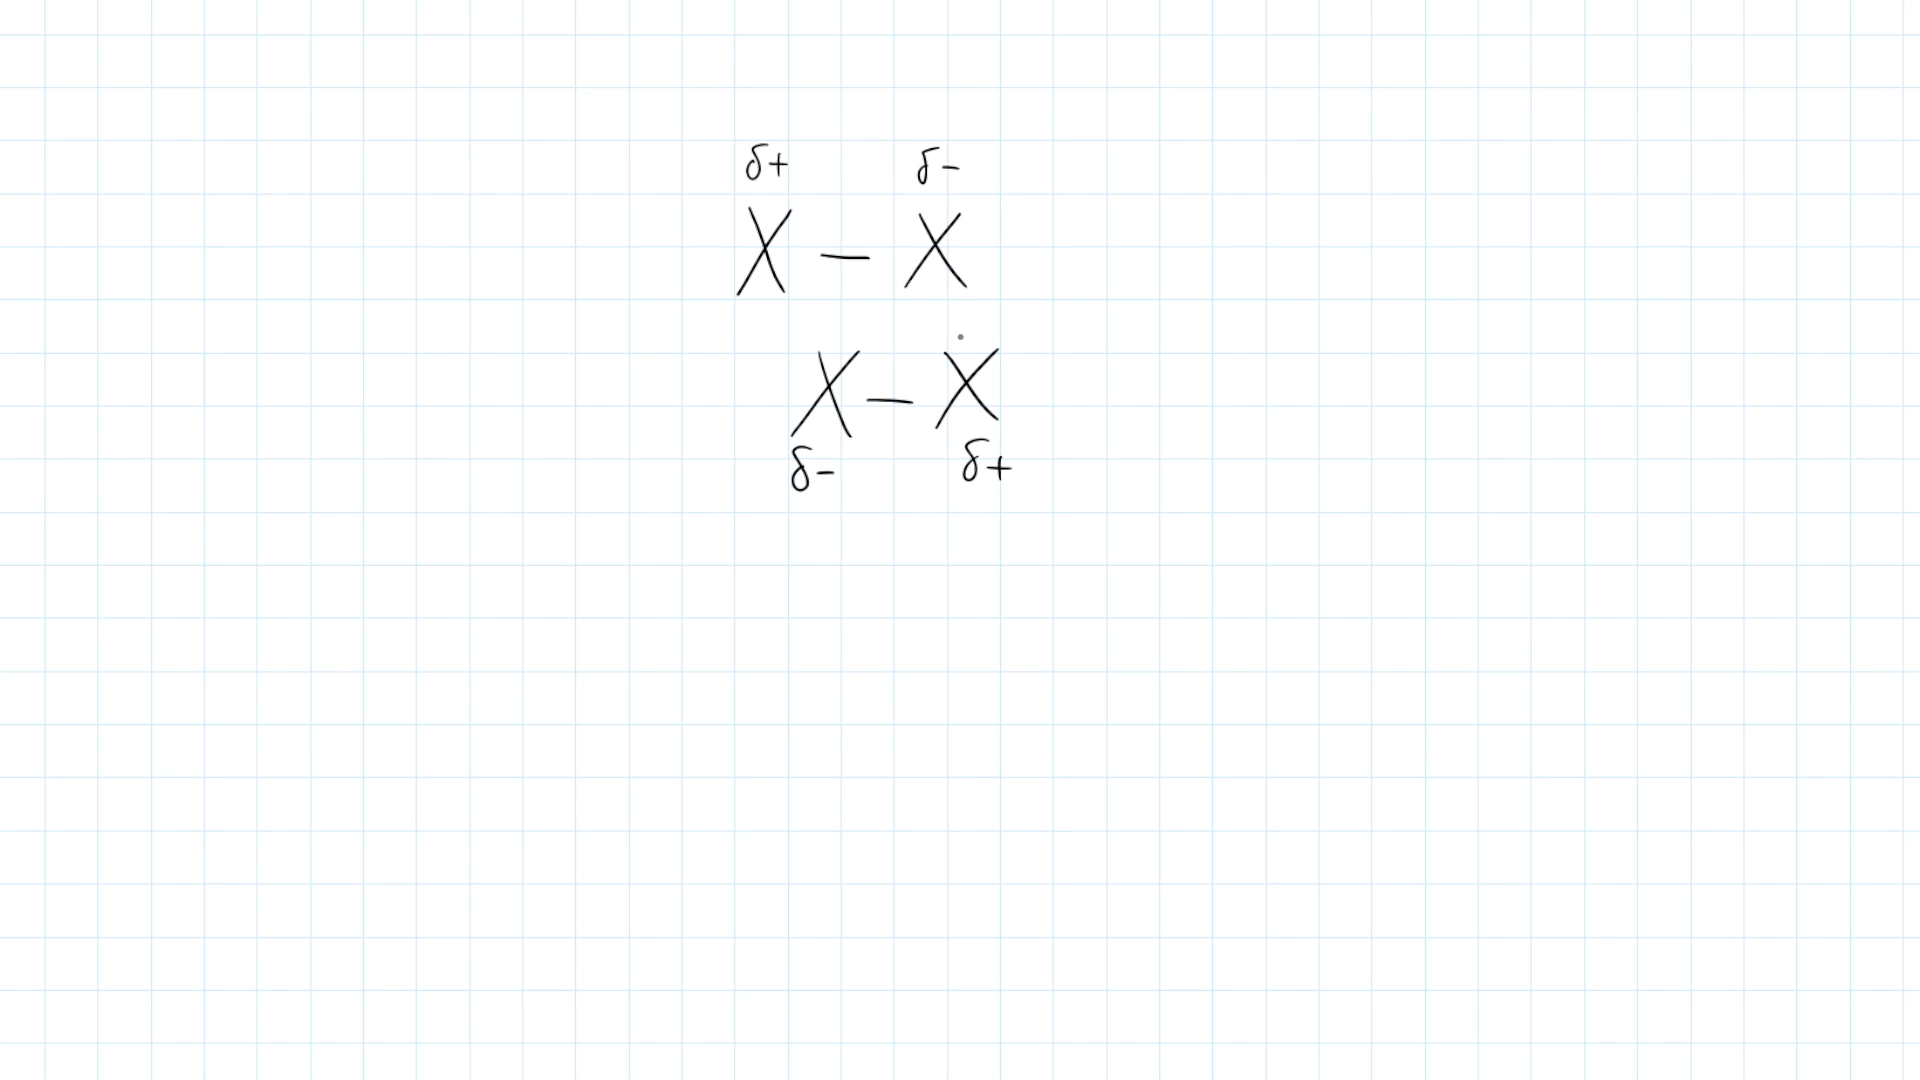 δ+ δ-
X — X
X — X
δ- δ+